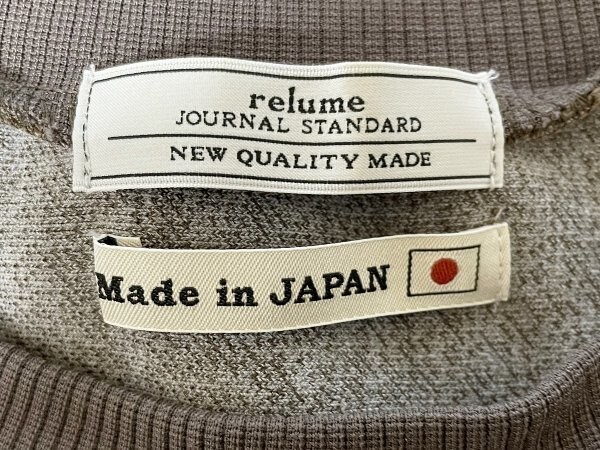 relume
JOURNAL STANDARD
NEW QUALITY MADE
Made in JAPAN